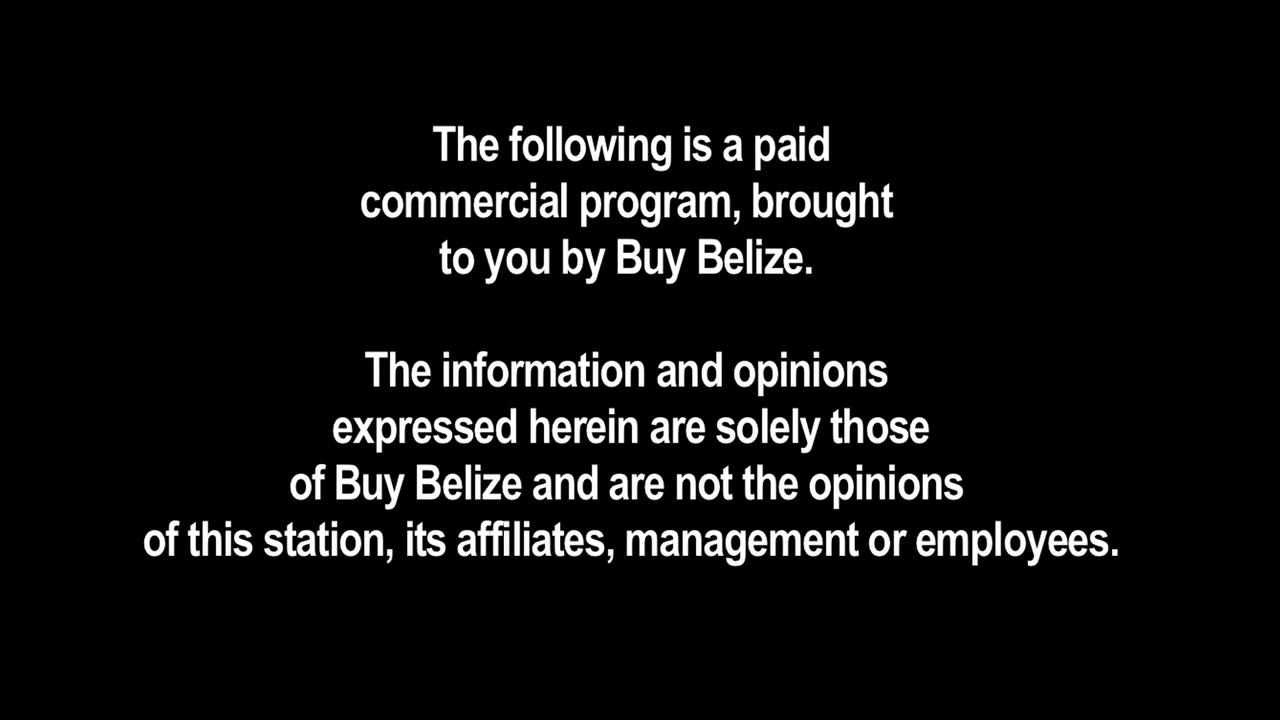 The following is a paid
commercial program, brought
to you by Buy Belize.
The information and opinions
expressed herein are solely those
of Buy Belize and are not the opinions
of this station, its affiliates, management or employees.